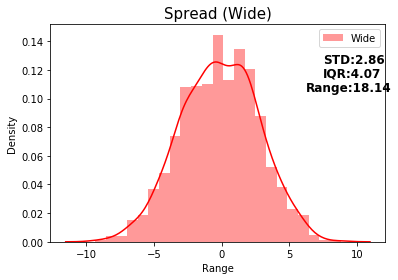 Spread (Wide)
Wide
STD:2.86
IQR:4.07
Range:18.14
Density
0.14
0.12
0.10
0.08
0.06
0.04
0.02
0.00
−10
−5
0
5
10
Range